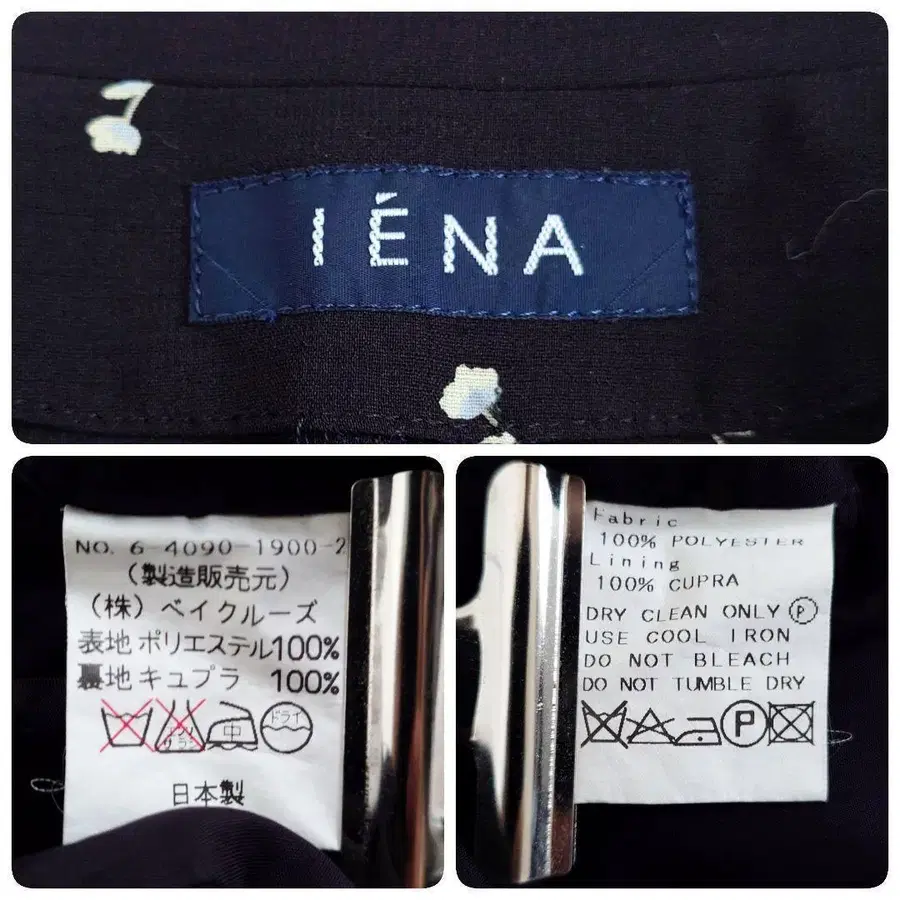 IÉNA
NO. 6-4090-1900-2
(製造販売元)
(株)ベイクルーズ
表地 ポリエステル100%
裏地 キュプラ 100%
中 ドライ
日本製
Fabric
100% POLYESTER
Lining
100% CUPRA
DRY CLEAN ONLY Ⓟ
USE COOL IRON
DO NOT BLEACH
DO NOT TUMBLE DRY
P